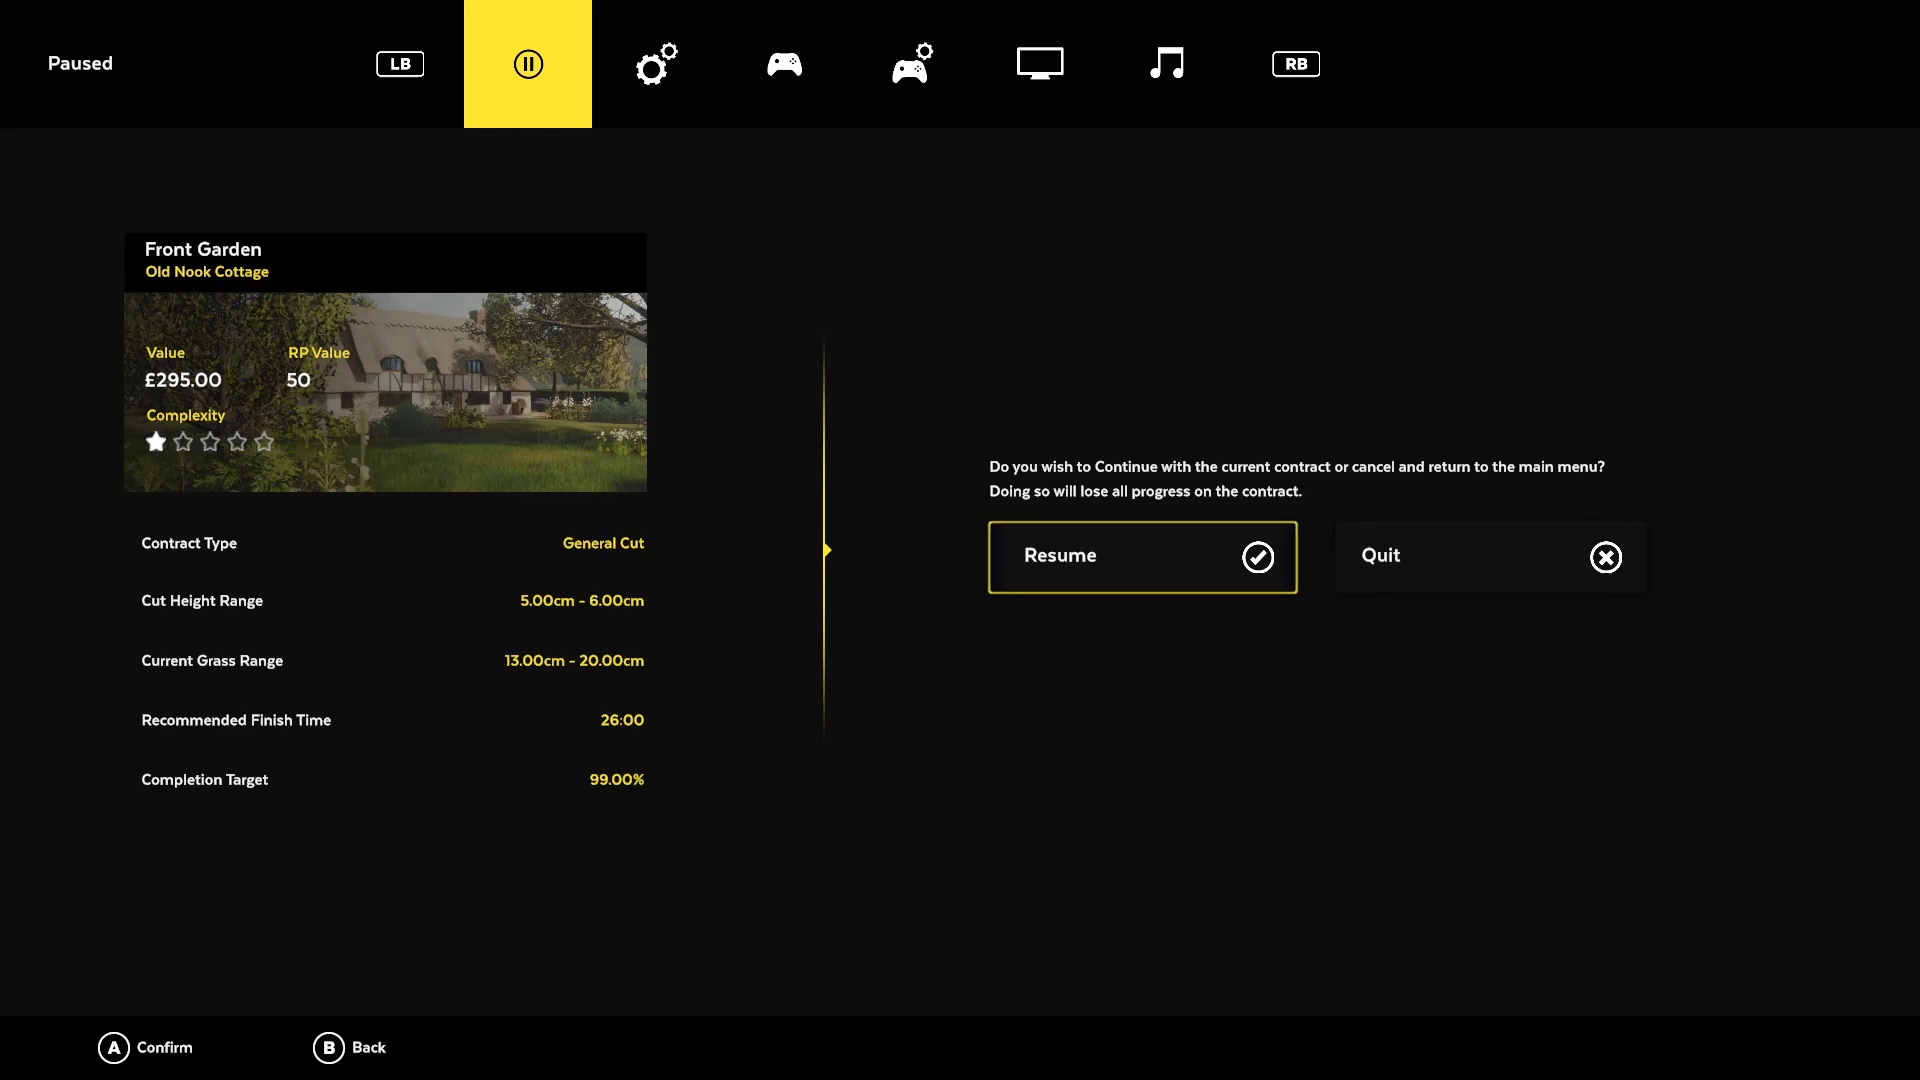 Paused
LB
RB
Front Garden
Old Nook Cottage
Value
RP Value
£295.00
50
Complexity
Contract Type
General Cut
Cut Height Range
5.00cm - 6.00cm
Current Grass Range
13.00cm - 20.00cm
Recommended Finish Time
26:00
Completion Target
99.00%
Do you wish to Continue with the current contract or cancel and return to the main menu?
Doing so will lose all progress on the contract.
Resume
Quit
A Confirm
B Back